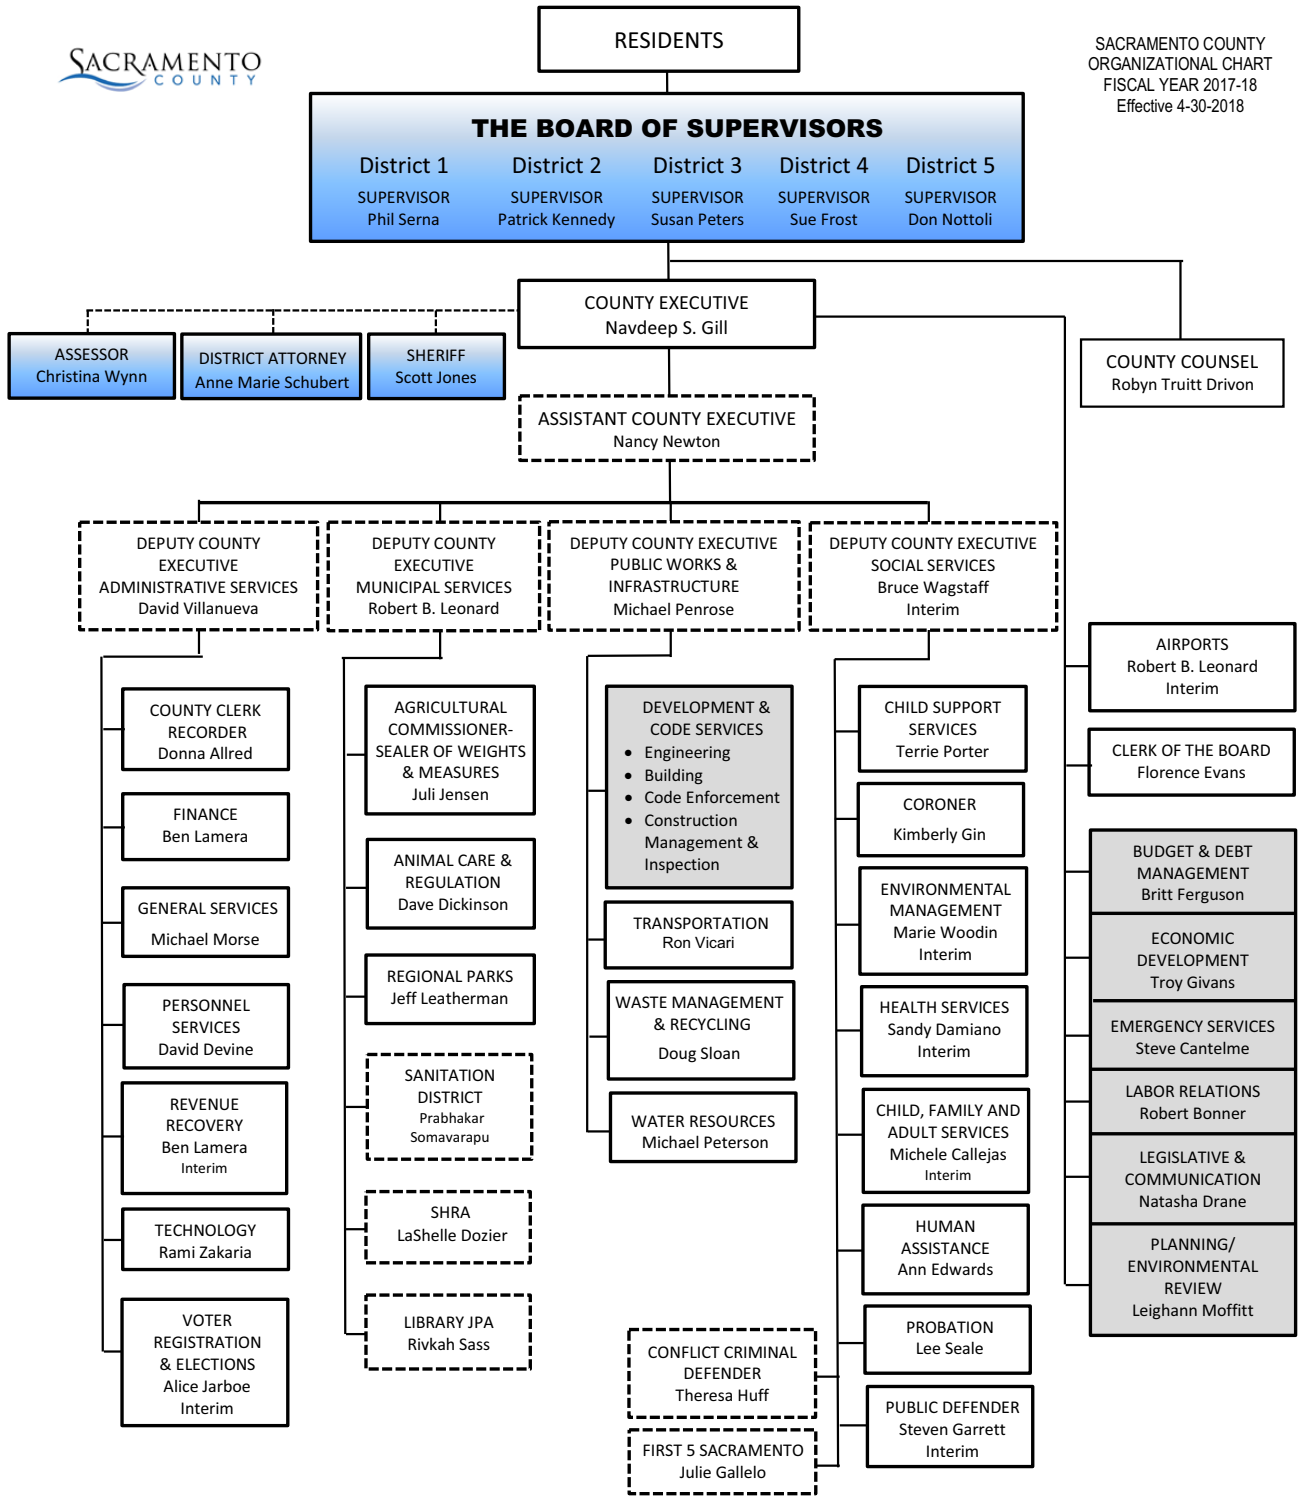 SACRAMENTO
COUNTY
SACRAMENTO COUNTY
ORGANIZATIONAL CHART
FISCAL YEAR 2017-18
Effective 4-30-2018
RESIDENTS
THE BOARD OF SUPERVISORS
District 1
SUPERVISOR
Phil Serna
District 2
SUPERVISOR
Patrick Kennedy
District 3
SUPERVISOR
Susan Peters
District 4
SUPERVISOR
Sue Frost
District 5
SUPERVISOR
Don Nottoli
COUNTY EXECUTIVE
Navdeep S. Gill
ASSESSOR
Christina Wynn
DISTRICT ATTORNEY
Anne Marie Schubert
SHERIFF
Scott Jones
COUNTY COUNSEL
Robyn Truitt Drivon
ASSISTANT COUNTY EXECUTIVE
Nancy Newton
DEPUTY COUNTY
EXECUTIVE
ADMINISTRATIVE SERVICES
David Villanueva
DEPUTY COUNTY
EXECUTIVE
MUNICIPAL SERVICES
Robert B. Leonard
DEPUTY COUNTY EXECUTIVE
PUBLIC WORKS &
INFRASTRUCTURE
Michael Penrose
DEPUTY COUNTY EXECUTIVE
SOCIAL SERVICES
Bruce Wagstaff
Interim
COUNTY CLERK
RECORDER
Donna Allred
FINANCE
Ben Lamera
GENERAL SERVICES
Michael Morse
PERSONNEL
SERVICES
David Devine
REVENUE
RECOVERY
Ben Lamera
Interim
TECHNOLOGY
Rami Zakaria
VOTER
REGISTRATION
& ELECTIONS
Alice Jarboe
Interim
AGRICULTURAL
COMMISSIONER-
SEALER OF WEIGHTS
& MEASURES
Juli Jensen
ANIMAL CARE &
REGULATION
Dave Dickinson
REGIONAL PARKS
Jeff Leatherman
SANITATION
DISTRICT
Prabhakar
Somavarapu
SHRA
LaShelle Dozier
LIBRARY JPA
Rivkah Sass
DEVELOPMENT &
CODE SERVICES
• Engineering
• Building
• Code Enforcement
• Construction
Management &
Inspection
TRANSPORTATION
Ron Vicari
WASTE MANAGEMENT
& RECYCLING
Doug Sloan
WATER RESOURCES
Michael Peterson
CHILD SUPPORT
SERVICES
Terrie Porter
CORONER
Kimberly Gin
ENVIRONMENTAL
MANAGEMENT
Marie Woodin
Interim
HEALTH SERVICES
Sandy Damiano
Interim
CHILD, FAMILY AND
ADULT SERVICES
Michele Callejas
Interim
HUMAN
ASSISTANCE
Ann Edwards
PROBATION
Lee Seale
CONFLICT CRIMINAL
DEFENDER
Theresa Huff
PUBLIC DEFENDER
Steven Garrett
Interim
FIRST 5 SACRAMENTO
Julie Gallelo
AIRPORTS
Robert B. Leonard
Interim
CLERK OF THE BOARD
Florence Evans
BUDGET & DEBT
MANAGEMENT
Britt Ferguson
ECONOMIC
DEVELOPMENT
Troy Givans
EMERGENCY SERVICES
Steve Cantelme
LABOR RELATIONS
Robert Bonner
LEGISLATIVE &
COMMUNICATION
Natasha Drane
PLANNING/
ENVIRONMENTAL
REVIEW
Leighann Moffitt